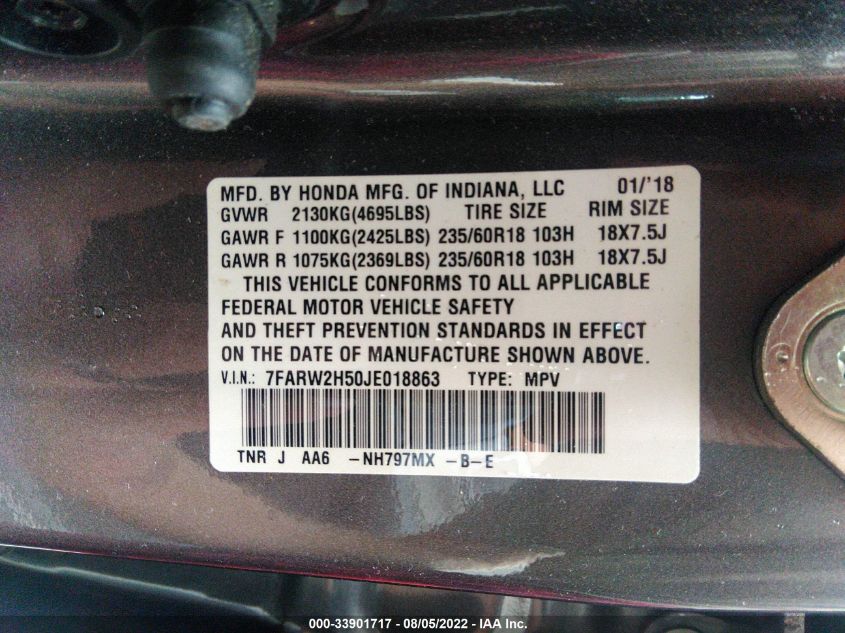 MFD. BY HONDA MFG. OF INDIANA, LLC 01/'18
GVWR 2130KG(4695LBS) TIRE SIZE RIM SIZE
GAWR F 1100KG(2425LBS) 235/60R18 103H 18X7.5J
GAWR R 1075KG(2369LBS) 235/60R18 103H 18X7.5J
THIS VEHICLE CONFORMS TO ALL APPLICABLE
FEDERAL MOTOR VEHICLE SAFETY
AND THEFT PREVENTION STANDARDS IN EFFECT
ON THE DATE OF MANUFACTURE SHOWN ABOVE.
V.I.N.: 7FARW2H50JE018863 TYPE: MPV
TNR J AA6 -NH797MX -B-E
000-33901717 - 08/05/2022 - IAA Inc.